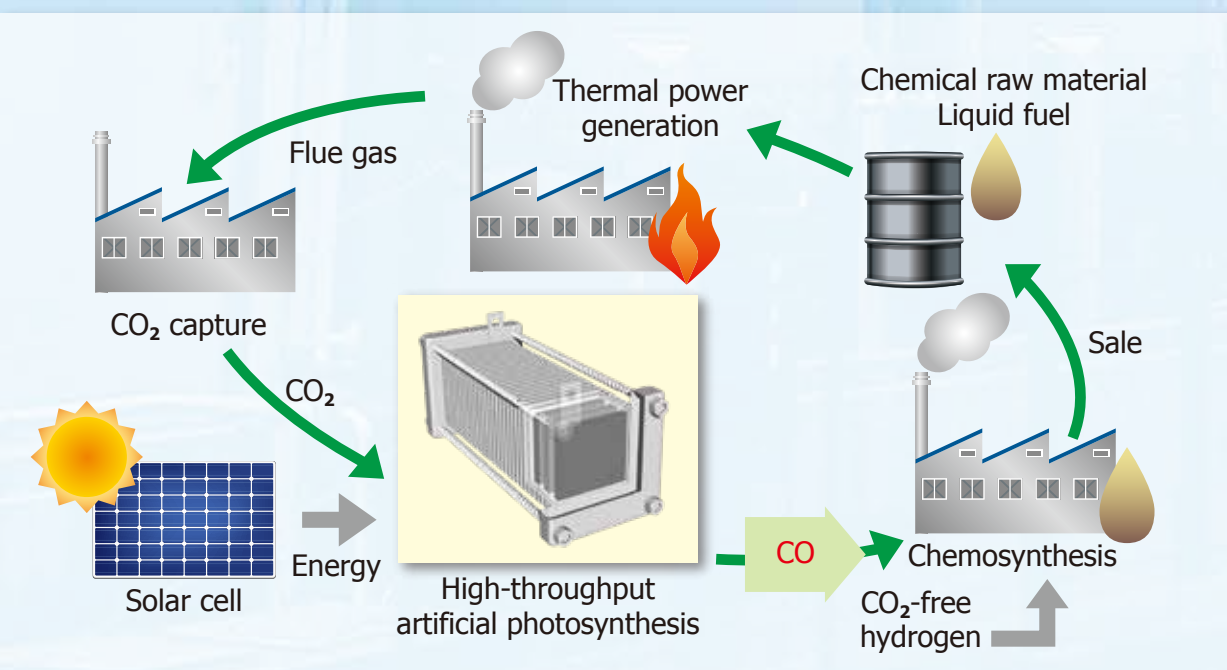 Thermal power
generation
Chemical raw material
Liquid fuel
Flue gas
CO₂ capture
CO₂
Sale
Energy
Solar cell
High-throughput
artificial photosynthesis
CO
Chemosynthesis
CO₂-free
hydrogen